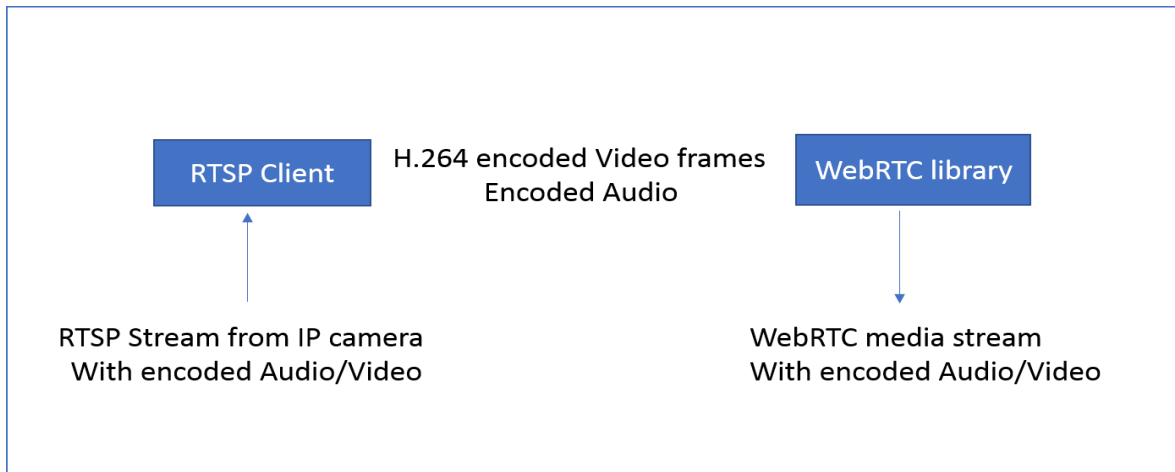 RTSP Client
H.264 encoded Video frames
Encoded Audio
WebRTC library
RTSP Stream from IP camera
With encoded Audio/Video
WebRTC media stream
With encoded Audio/Video